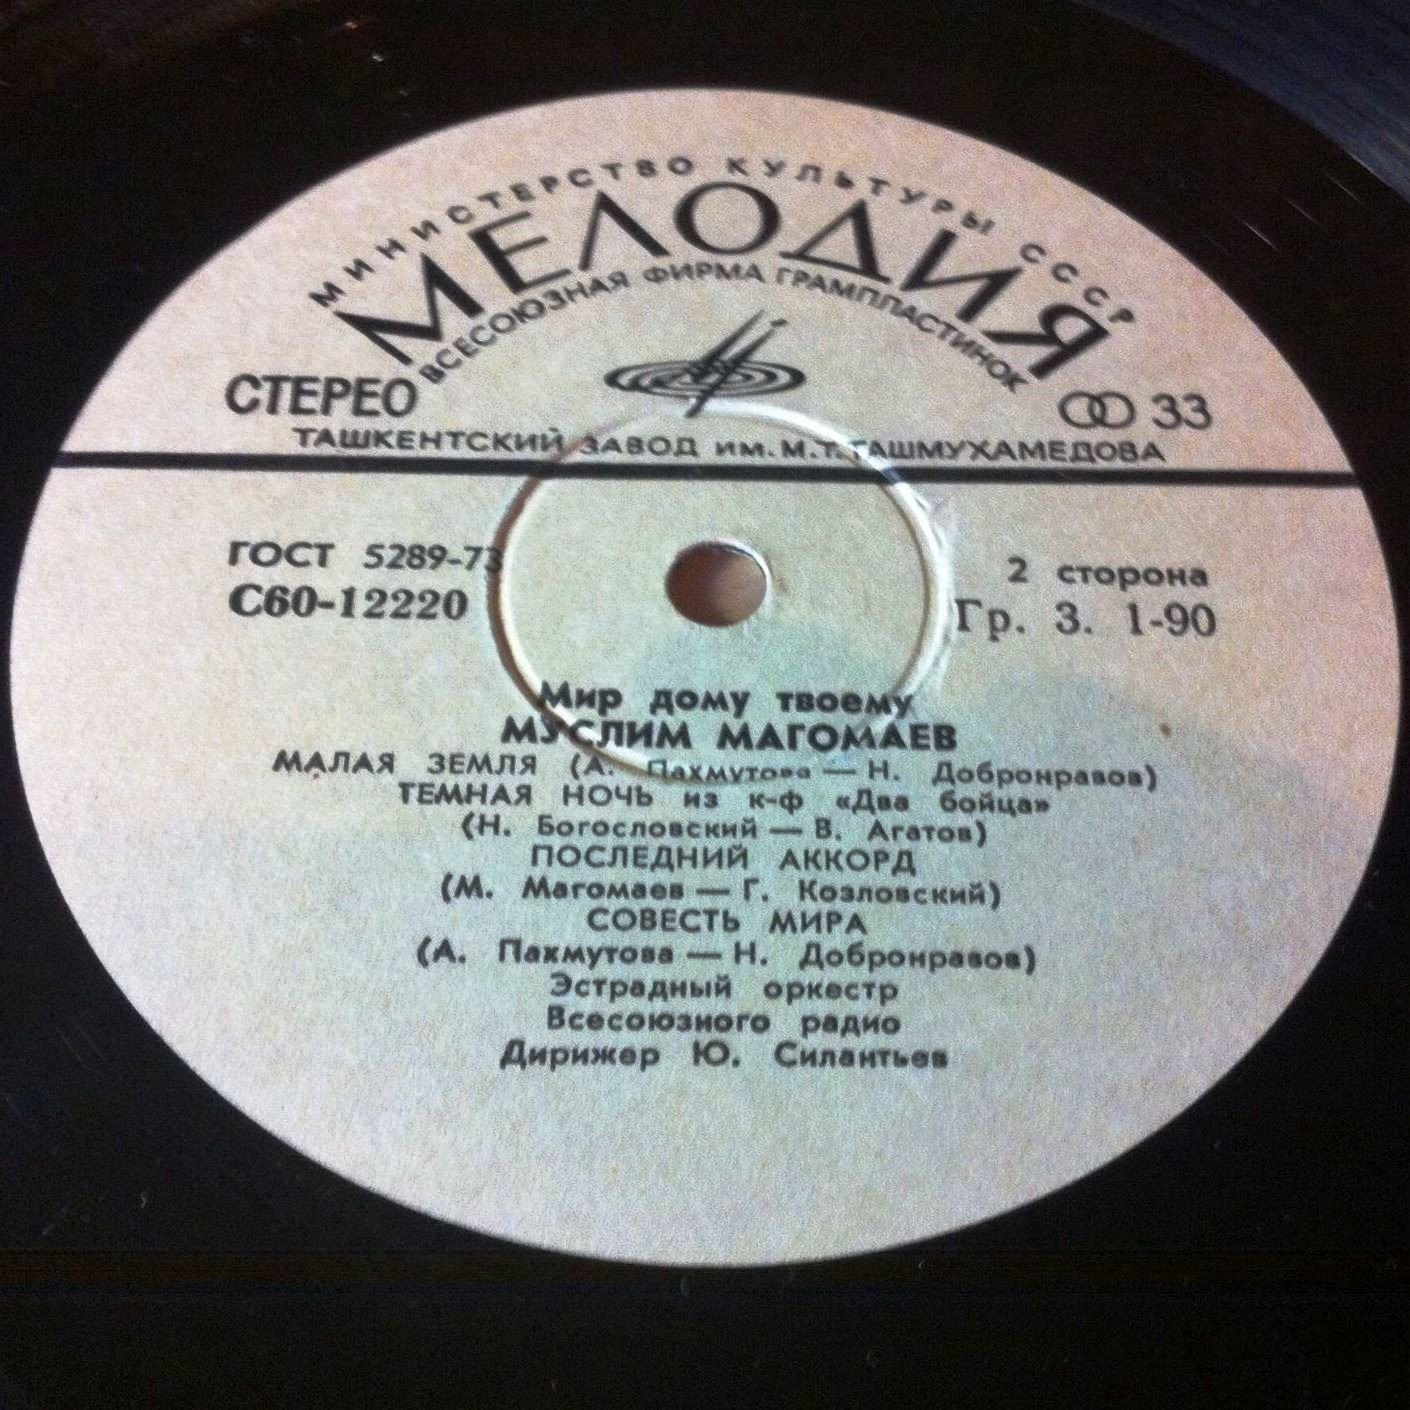 МИНИСТЕРСТВО КУЛЬТУРЫ СССР
МЕЛОДИЯ
ВСЕСОЮЗНАЯ ФИРМА ГРАМПЛАСТИНОК
СТЕРЕО
33
ТАШКЕНТСКИЙ ЗАВОД им. М.Т. ТАШМУХАМЕДОВА
ГОСТ 5289-73
2 сторона
С60-12220
Гр. 3. 1-90
Мир дому твоему
МУСЛИМ МАГОМАЕВ
МАЛАЯ ЗЕМЛЯ (А. Пахмутова — Н. Добронравов)
ТЕМНАЯ НОЧЬ из к-ф «Два бойца»
(Н. Богословский — В. Агатов)
ПОСЛЕДНИЙ АККОРД
(М. Магомаев — Г. Козловский)
СОВЕСТЬ МИРА
(А. Пахмутова — Н. Добронравов)
Эстрадный оркестр
Всесоюзного радио
Дирижер Ю. Силантьев